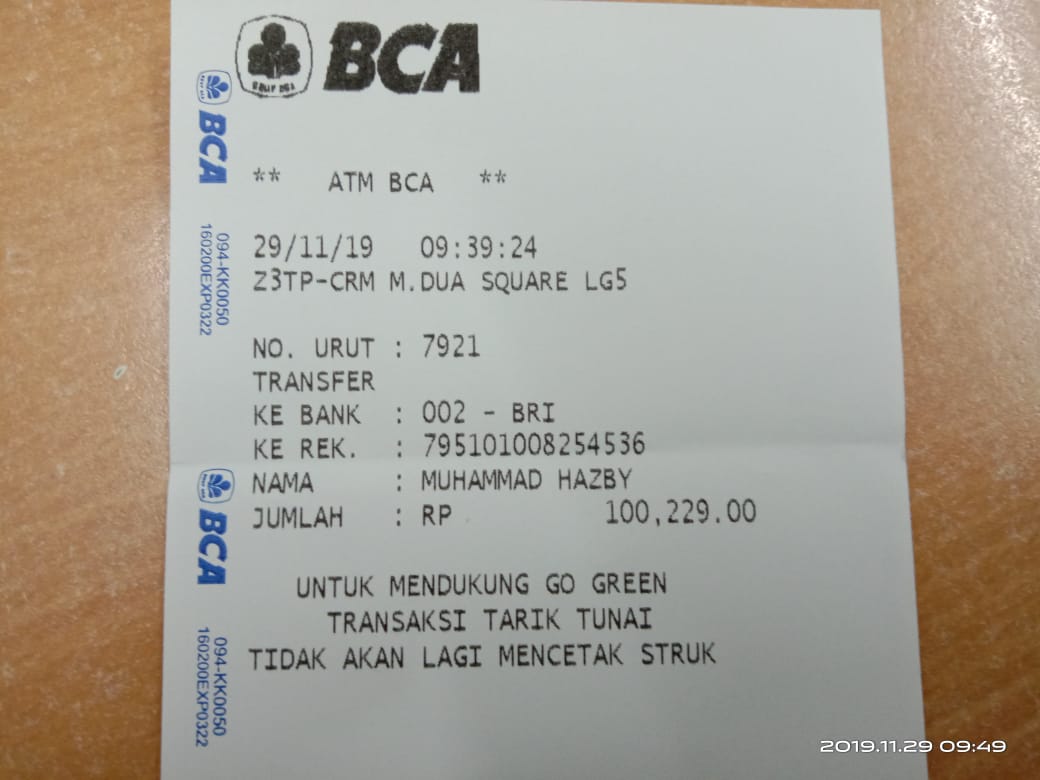 BCA
** ATM BCA **
29/11/19 09:39:24
Z3TP-CRM M.DUA SQUARE LG5
NO. URUT : 7921
TRANSFER
KE BANK : 002 - BRI
KE REK. : 795101008254536
NAMA : MUHAMMAD HAZBY
JUMLAH : RP 100,229.00
UNTUK MENDUKUNG GO GREEN
TRANSAKSI TARIK TUNAI
TIDAK AKAN LAGI MENCETAK STRUK
BCA
094-KK0050
160200EXP0322
BCA
094-KK0050
160200EXP0322
2019.11.29 09:49